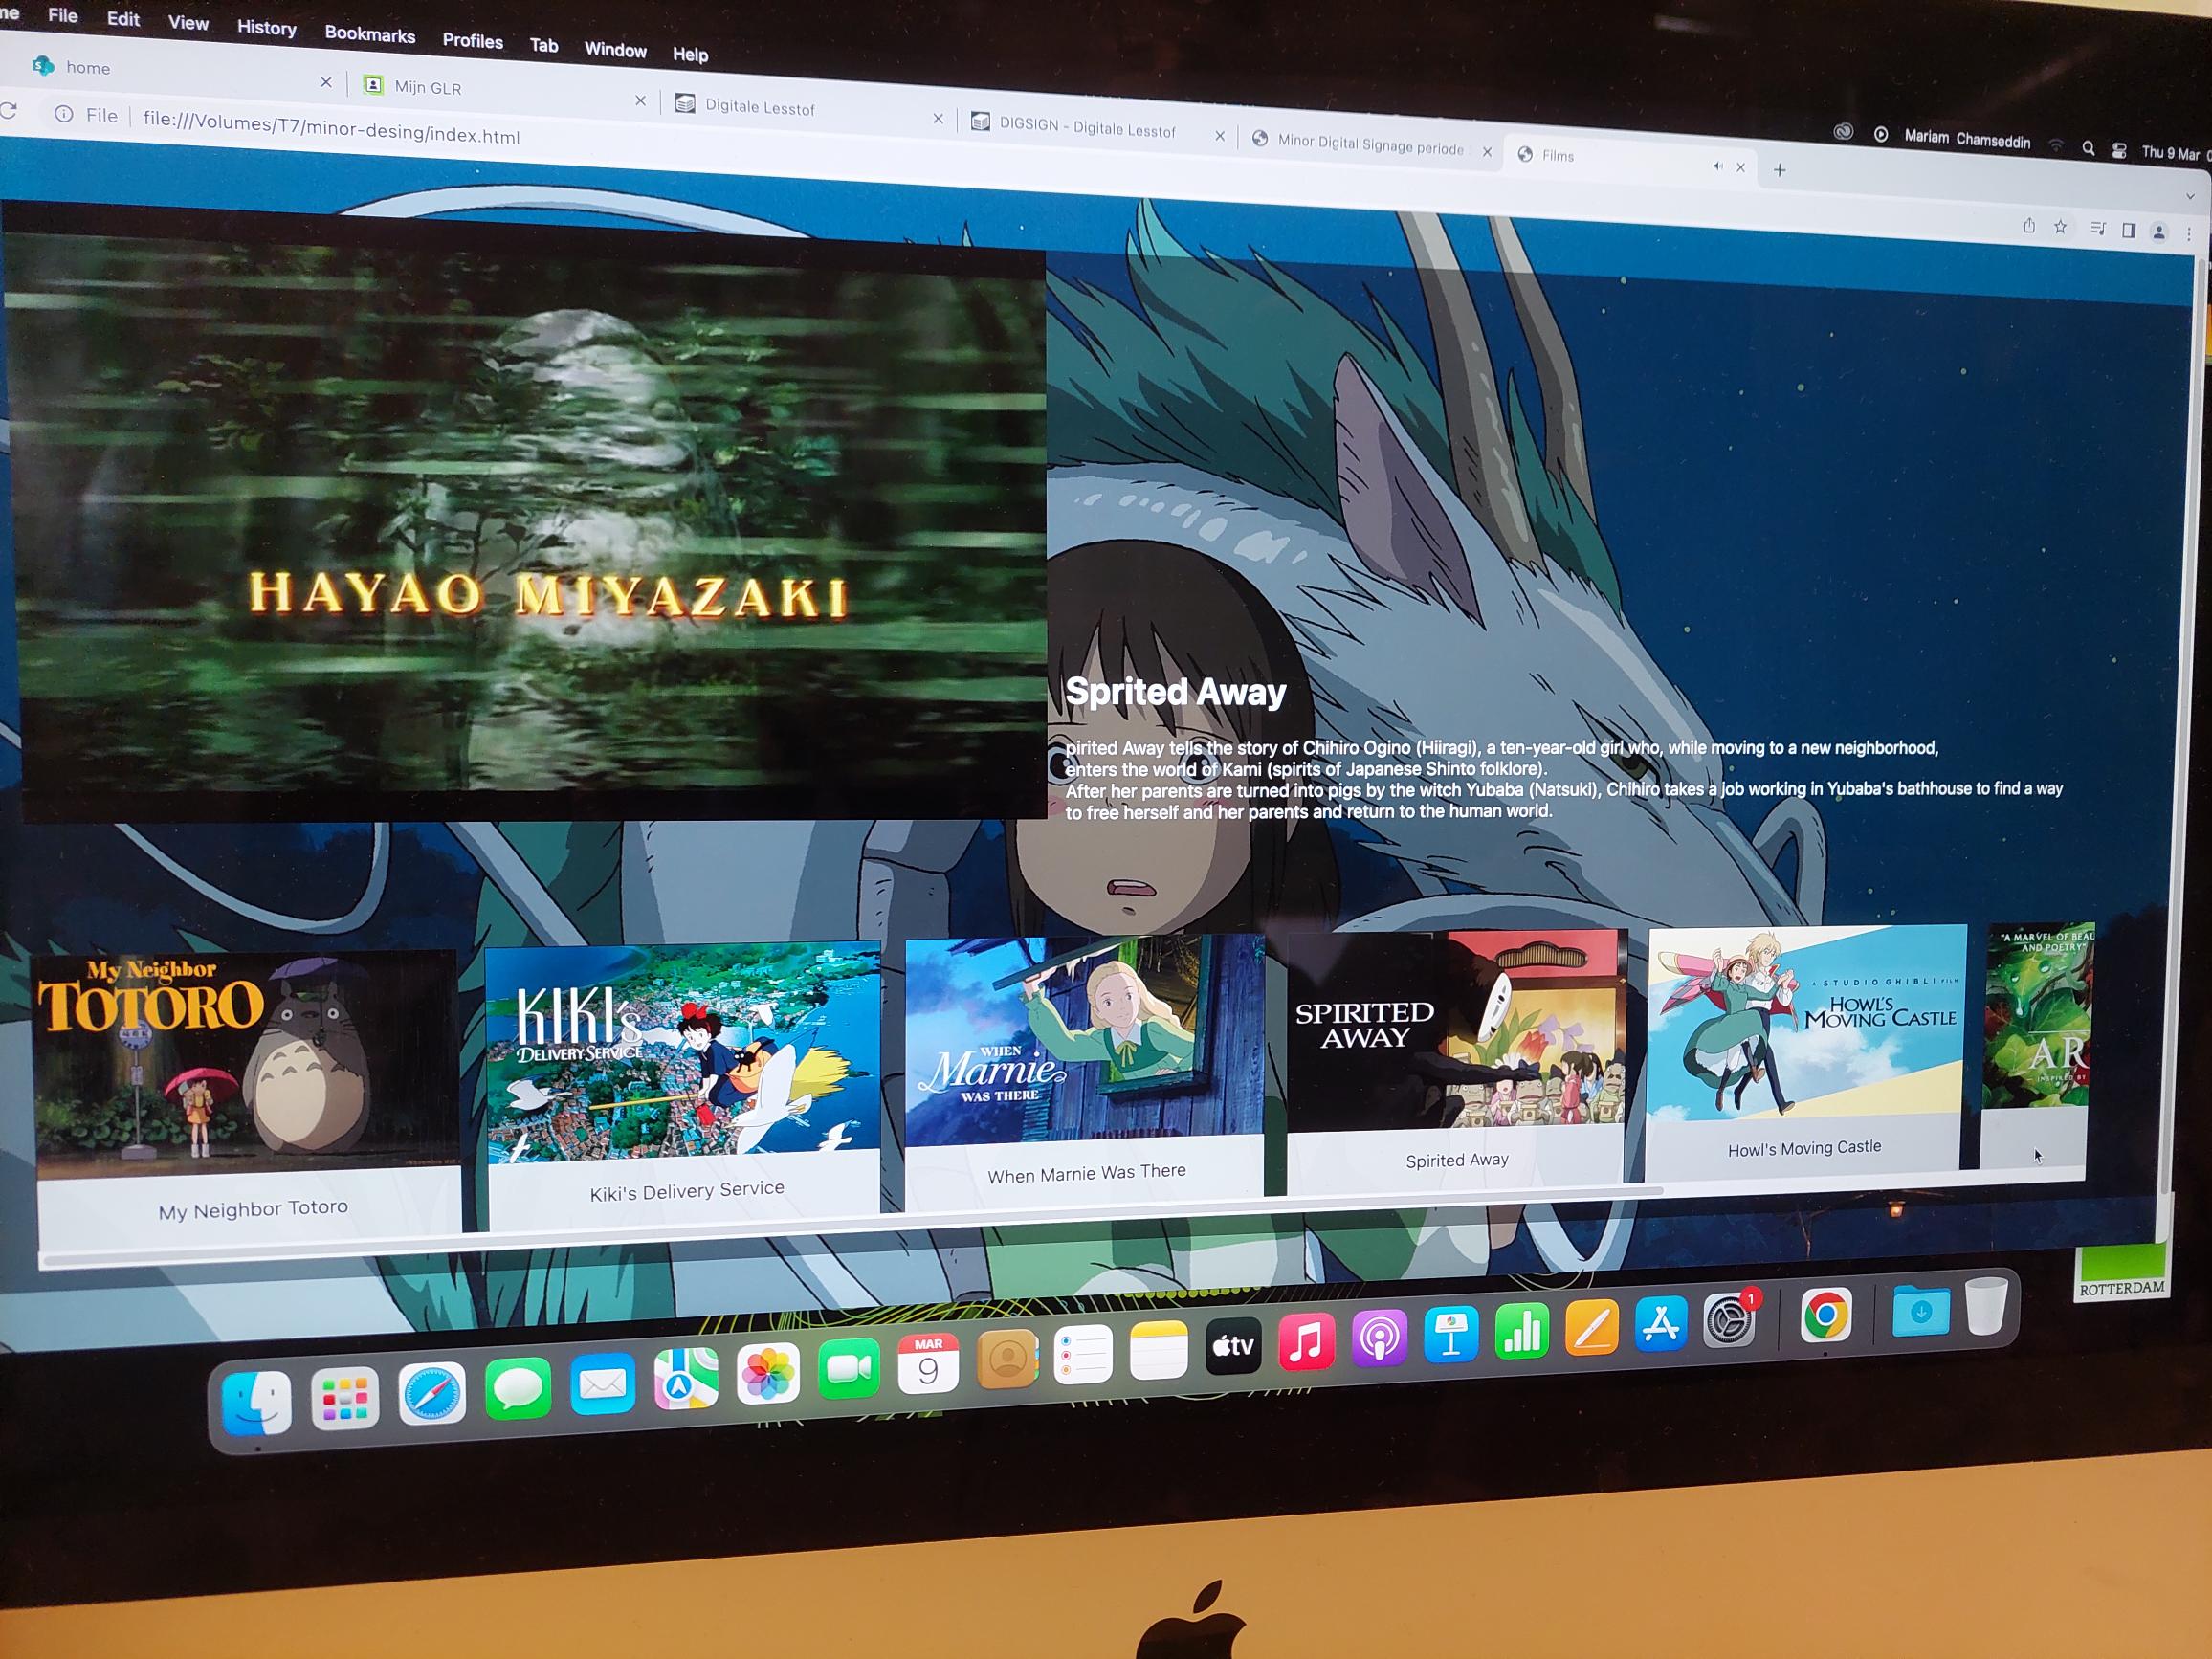 me File Edit View History Bookmarks Profiles Tab Window Help
Mariam Chamseddin Thu 9 Mar
home Mijn GLR Digitale Lesstof DIGSIGN - Digitale Lesstof Minor Digital Signage periode Films
File file:///Volumes/T7/minor-desing/index.html
HAYAO MIYAZAKI
Sprited Away
pirited Away tells the story of Chihiro Ogino (Hiiragi), a ten-year-old girl who, while moving to a new neighborhood,
enters the world of Kami (spirits of Japanese Shinto folklore).
After her parents are turned into pigs by the witch Yubaba (Natsuki), Chihiro takes a job working in Yubaba's bathhouse to find a way
to free herself and her parents and return to the human world.
My Neighbor
TOTORO
My Neighbor Totoro
KIKI's
DELIVERY SERVICE
Kiki's Delivery Service
WHEN
Marnie
WAS THERE
When Marnie Was There
SPIRITED
AWAY
Spirited Away
A STUDIO GHIBLI FILM
HOWL'S
MOVING CASTLE
Howl's Moving Castle
"A MARVEL OF BEAU
AND POETRY"
AR
INSPIRED BY
ROTTERDAM
MAR
9
tv
1